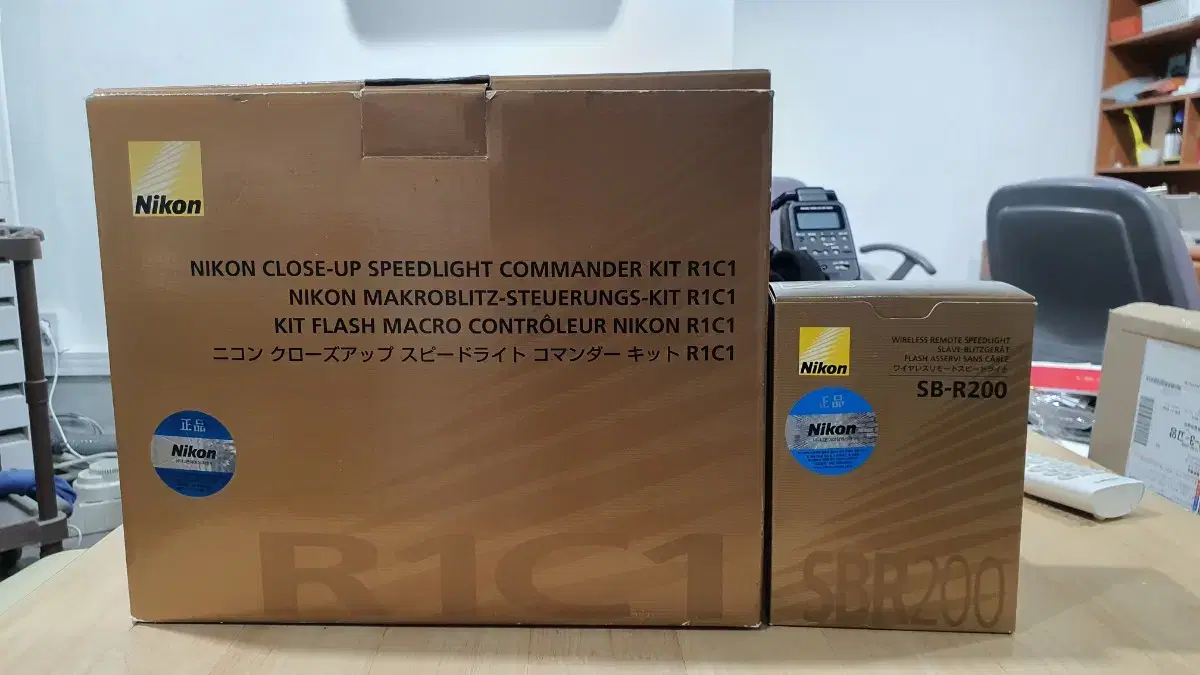 Nikon
NIKON CLOSE-UP SPEEDLIGHT COMMANDER KIT R1C1
NIKON MAKROBLITZ-STEUERUNGS-KIT R1C1
KIT FLASH MACRO CONTRÔLEUR NIKON R1C1
ニコン クローズアップ スピードライト コマンダー キット R1C1
正品
Nikon
R1C1
Nikon
WIRELESS REMOTE SPEEDLIGHT
SLAVE-BLITZGERÄT
FLASH ASSERVI SANS CÂBLE
ワイヤレスリモートスピードライト
SB-R200
正品
Nikon
SBR200